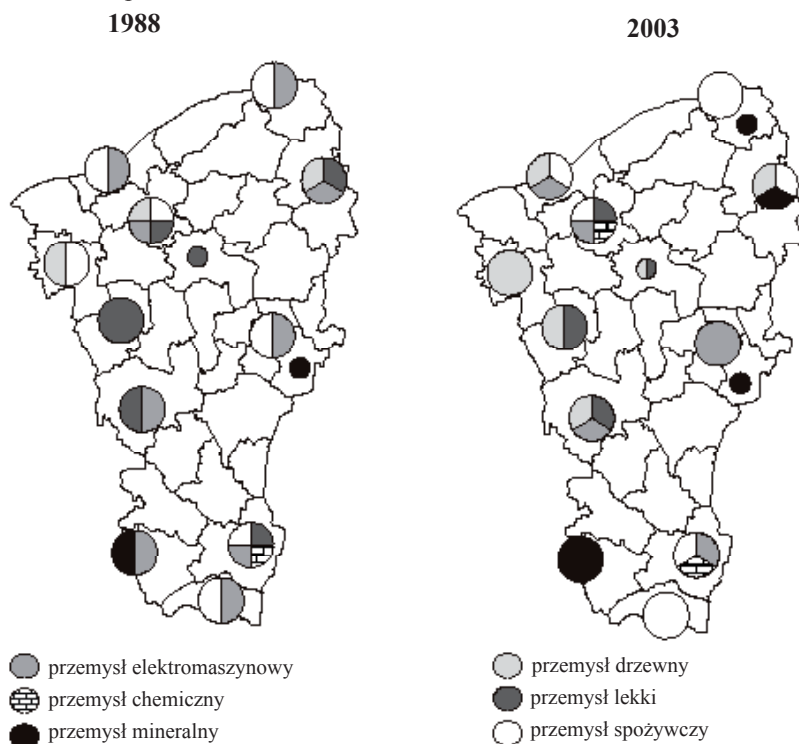 1988
2003
przemysł elektromaszynowy
przemysł chemiczny
przemysł mineralny
przemysł drzewny
przemysł lekki
przemysł spożywczy